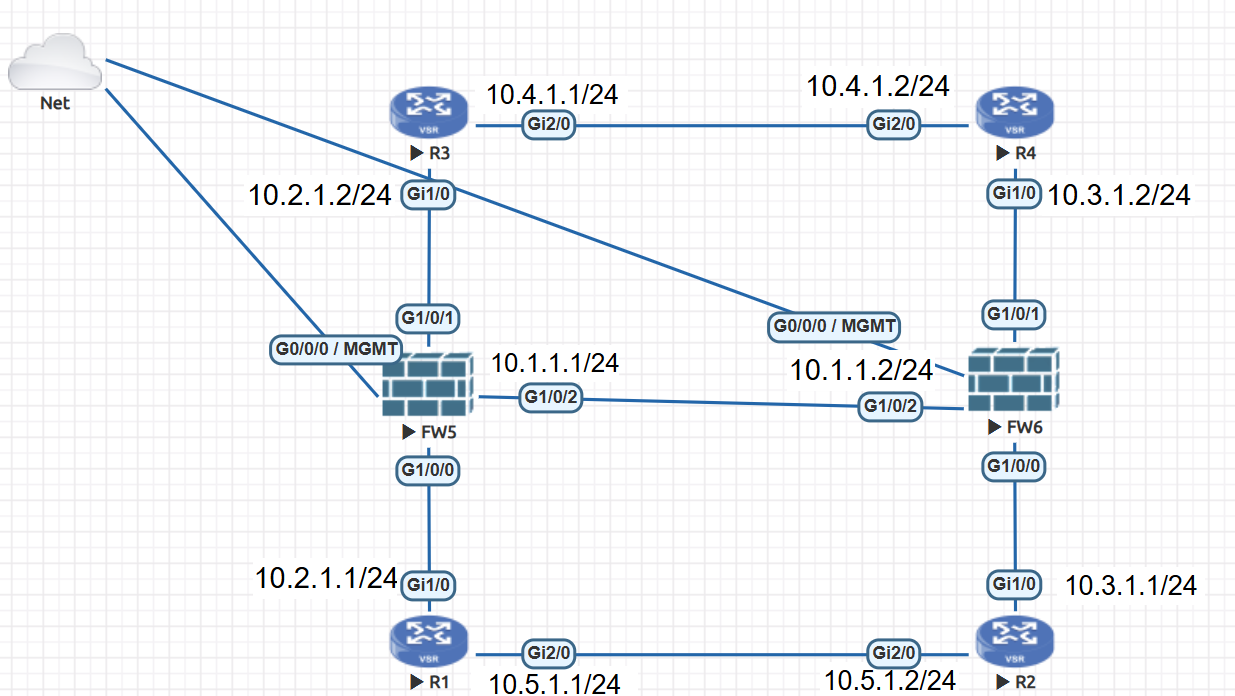 Net
VSR
R3
10.4.1.1/24
Gi2/0
10.4.1.2/24
Gi2/0
VSR
R4
10.2.1.2/24
Gi1/0
Gi1/0
10.3.1.2/24
G1/0/1
G1/0/1
G0/0/0 / MGMT
G0/0/0 / MGMT
10.1.1.1/24
10.1.1.2/24
G1/0/2
G1/0/2
FW5
FW6
G1/0/0
G1/0/0
10.2.1.1/24
Gi1/0
Gi1/0
10.3.1.1/24
VSR
R1
Gi2/0
10.5.1.1/24
Gi2/0
10.5.1.2/24
VSR
R2